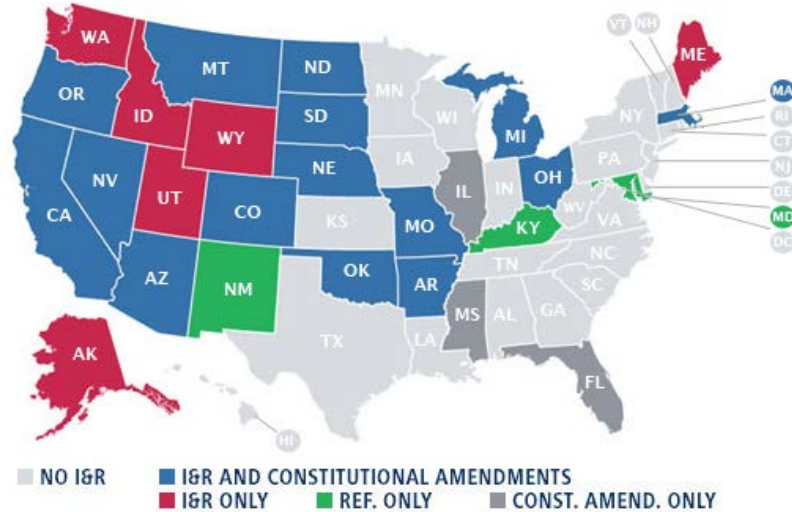 VT NH
WA
ME
MT
ND
MN
OR
ID
SD
WI
NY
MA
WY
MI
RI
CT
IA
PA
NJ
NE
NV
OH
DE
UT
IL
IN
MD
CA
CO
WV
VA
DC
KS
MO
KY
NC
TN
AZ
OK
NM
AR
SC
MS
AL
GA
TX
LA
AK
FL
HI
NO I&R
I&R AND CONSTITUTIONAL AMENDMENTS
I&R ONLY
REF. ONLY
CONST. AMEND. ONLY